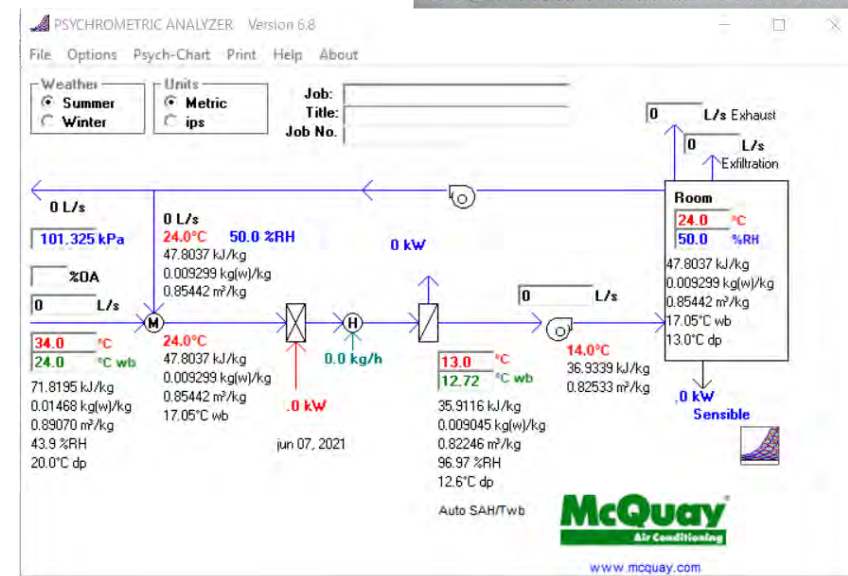 PSYCHROMETRIC ANALYZER Version 6.8
File Options Psych-Chart Print Help About
Weather
Summer
Winter
Units
Metric
ips
Job:
Title:
Job No.
0 L/s Exhaust
0 L/s
Exfiltration
0 L/s
101.325 kPa
%OA
0 L/s
0 L/s
24.0°C 50.0 %RH
47.8037 kJ/kg
0.009299 kg(w)/kg
0.85442 m³/kg
0 kW
Room
24.0 °C
50.0 %RH
47.8037 kJ/kg
0.009299 kg(w)/kg
0.85442 m³/kg
17.05°C wb
13.0°C dp
M
H
0 L/s
34.0 °C
24.0 °C wb
71.8195 kJ/kg
0.01468 kg(w)/kg
0.89070 m³/kg
43.9 %RH
20.0°C dp
24.0°C
47.8037 kJ/kg
0.009299 kg(w)/kg
0.85442 m³/kg
17.05°C wb
.0 kW
0.0 kg/h
jun 07, 2021
13.0 °C
12.72 °C wb
35.9116 kJ/kg
0.009045 kg(w)/kg
0.82246 m³/kg
96.97 %RH
12.6°C dp
Auto SAH/Twb
14.0°C
36.9339 kJ/kg
0.82533 m³/kg
,0 kW
Sensible
McQuay
Air Conditioning
www.mcquay.com